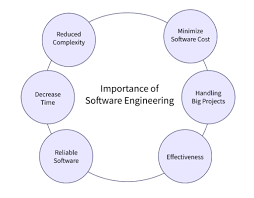 Reduced
Complexity
Minimize
Software Cost
Decrease
Time
Importance of
Software Engineering
Handling
Big Projects
Reliable
Software
Effectiveness